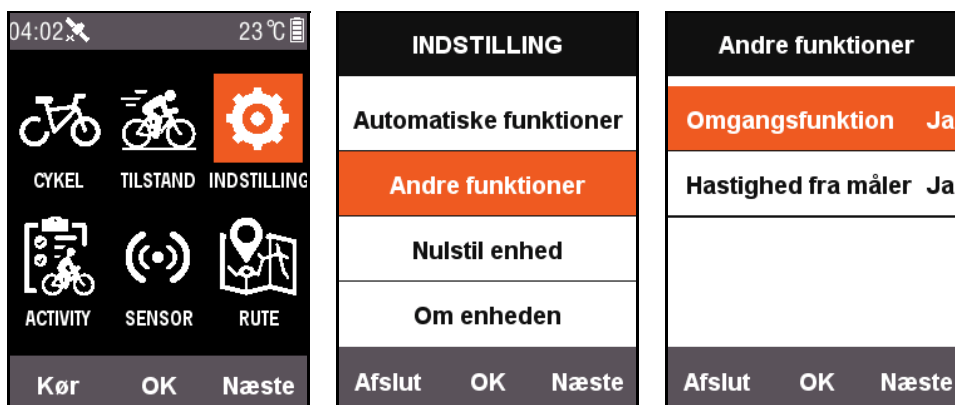 04:02 23 ℃
CYKEL TILSTAND INDSTILLING
ACTIVITY SENSOR RUTE
Kør OK Næste
INDSTILLING
Automatiske funktioner
Andre funktioner
Nulstil enhed
Om enheden
Afslut OK Næste
Andre funktioner
Omgangsfunktion Ja
Hastighed fra måler Ja
Afslut OK Næste